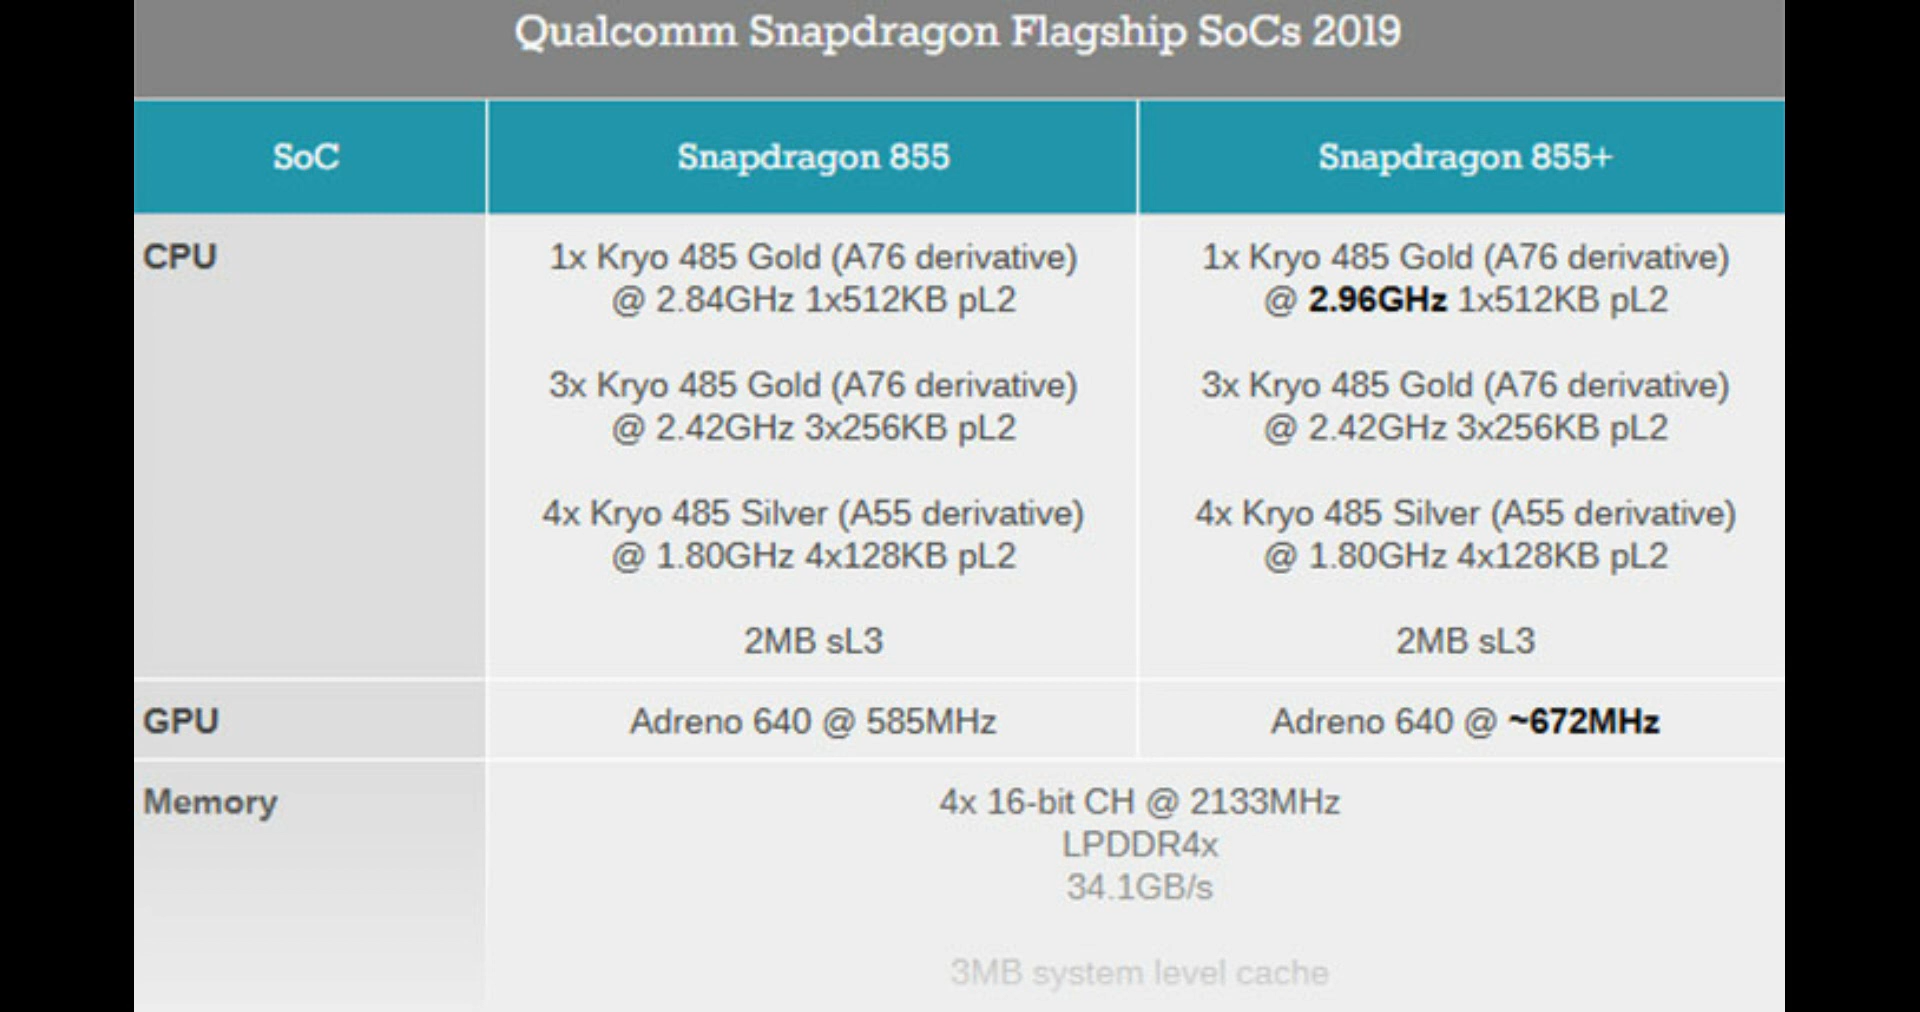 Qualcomm Snapdragon Flagship SoCs 2019
SoC
Snapdragon 855
Snapdragon 855+
CPU
1x Kryo 485 Gold (A76 derivative)
@ 2.84GHz 1x512KB pL2
3x Kryo 485 Gold (A76 derivative)
@ 2.42GHz 3x256KB pL2
4x Kryo 485 Silver (A55 derivative)
@ 1.80GHz 4x128KB pL2
2MB sL3
1x Kryo 485 Gold (A76 derivative)
@ 2.96GHz 1x512KB pL2
3x Kryo 485 Gold (A76 derivative)
@ 2.42GHz 3x256KB pL2
4x Kryo 485 Silver (A55 derivative)
@ 1.80GHz 4x128KB pL2
2MB sL3
GPU
Adreno 640 @ 585MHz
Adreno 640 @ ~672MHz
Memory
4x 16-bit CH @ 2133MHz
LPDDR4x
34.1GB/s
3MB system level cache